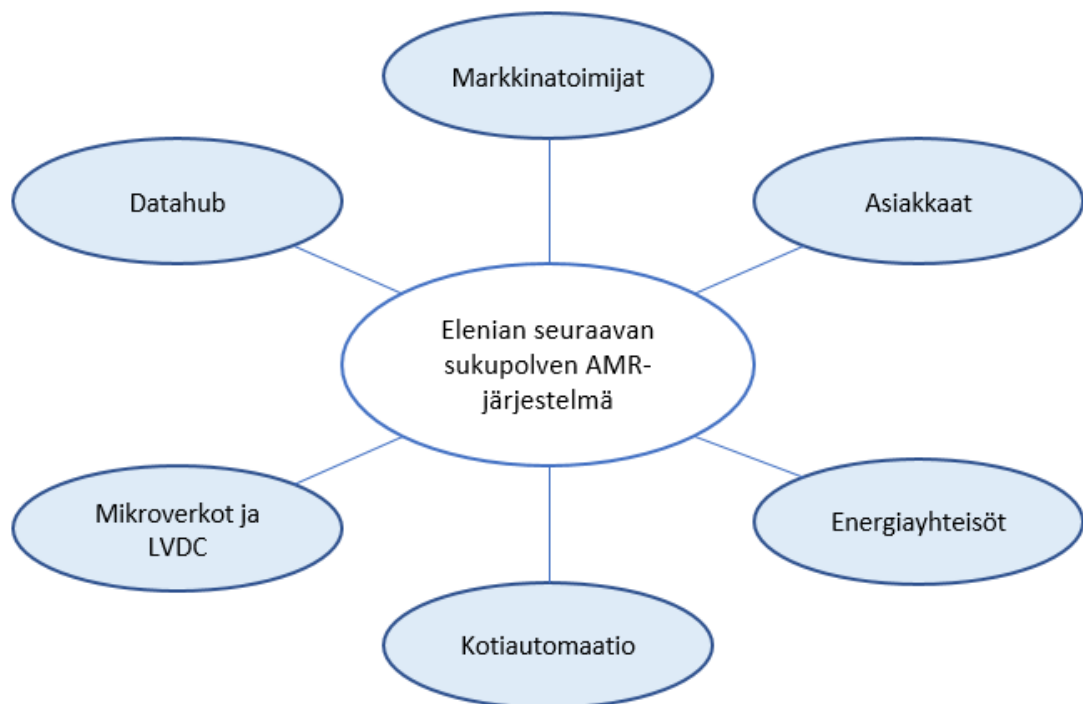 Markkinatoimijat
Datahub
Asiakkaat
Elenian seuraavan
sukupolven AMR-
järjestelmä
Mikroverkot ja
LVDC
Energiayhteisöt
Kotiautomaatio